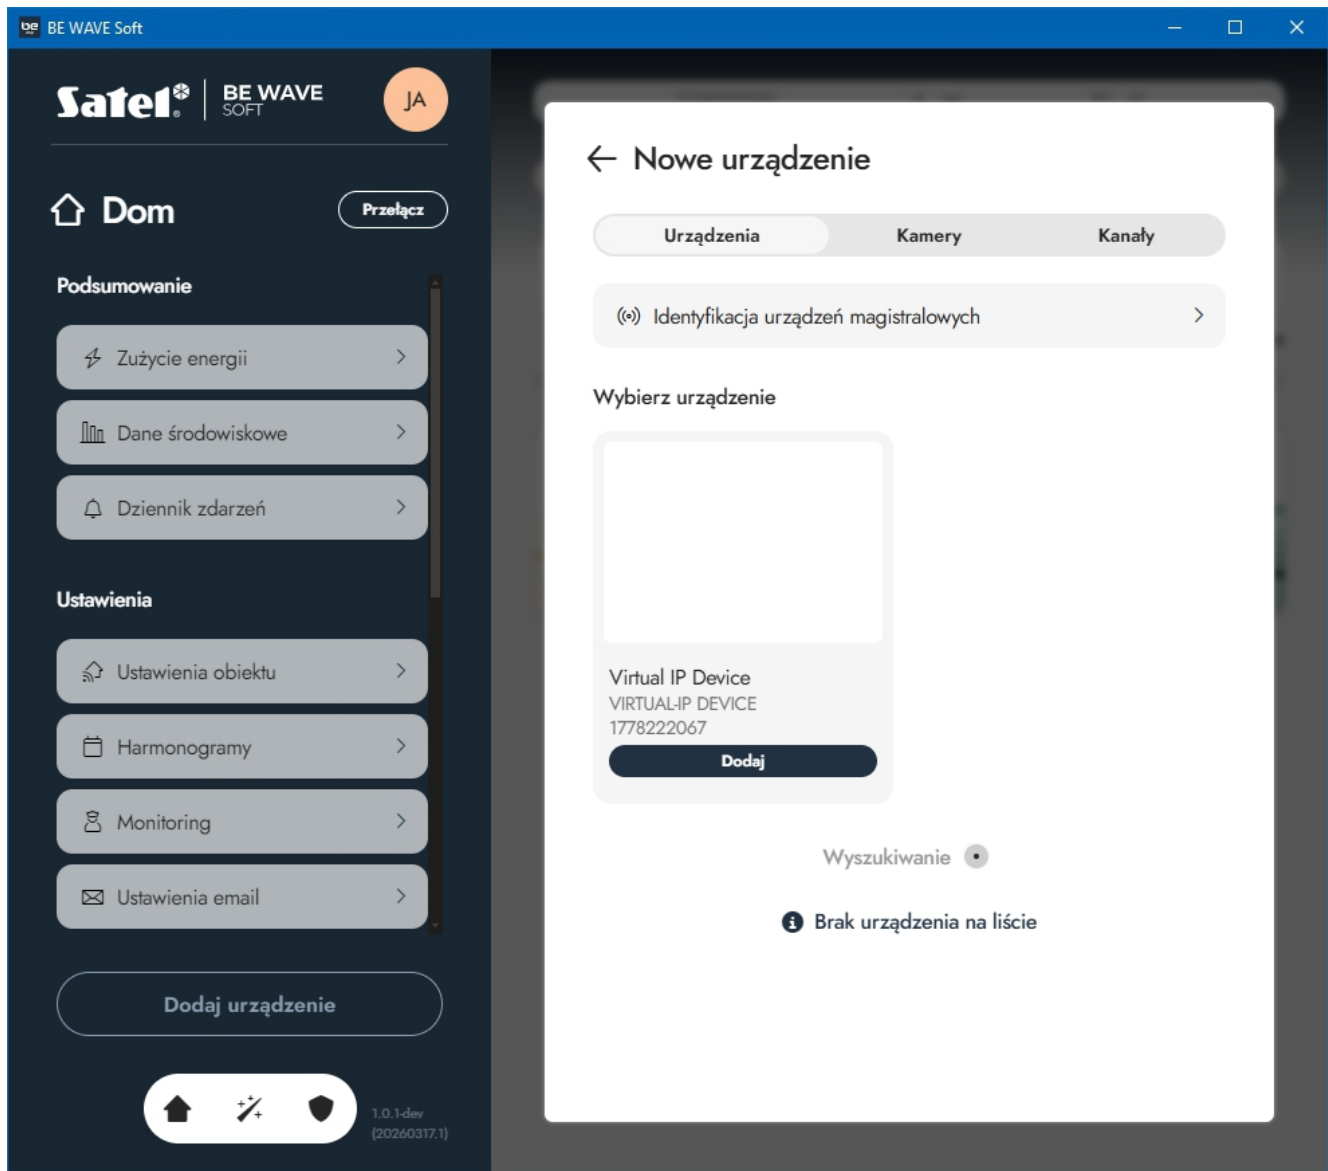 be
BE WAVE Soft
Satel®
BE WAVE
SOFT
JA
Dom
Przełącz
Podsumowanie
Zużycie energii
Dane środowiskowe
Dziennik zdarzeń
Ustawienia
Ustawienia obiektu
Harmonogramy
Monitoring
Ustawienia email
Dodaj urządzenie
1.0.1-dev
(20260317.1)
Nowe urządzenie
Urządzenia
Kamery
Kanały
Identyfikacja urządzeń magistralowych
Wybierz urządzenie
Virtual IP Device
VIRTUAL-IP DEVICE
1778222067
Dodaj
Wyszukiwanie
Brak urządzenia na liście